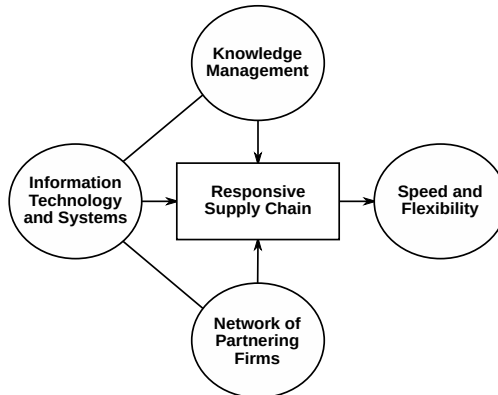 Knowledge
Management
Information
Technology
and Systems
Responsive
Supply Chain
Speed and
Flexibility
Network of
Partnering
Firms